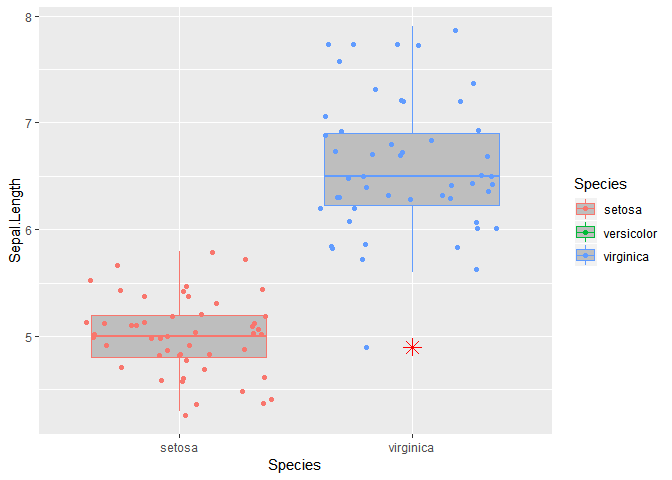 8
7
6
5
Sepal.Length
setosa
virginica
Species
Species
setosa
versicolor
virginica